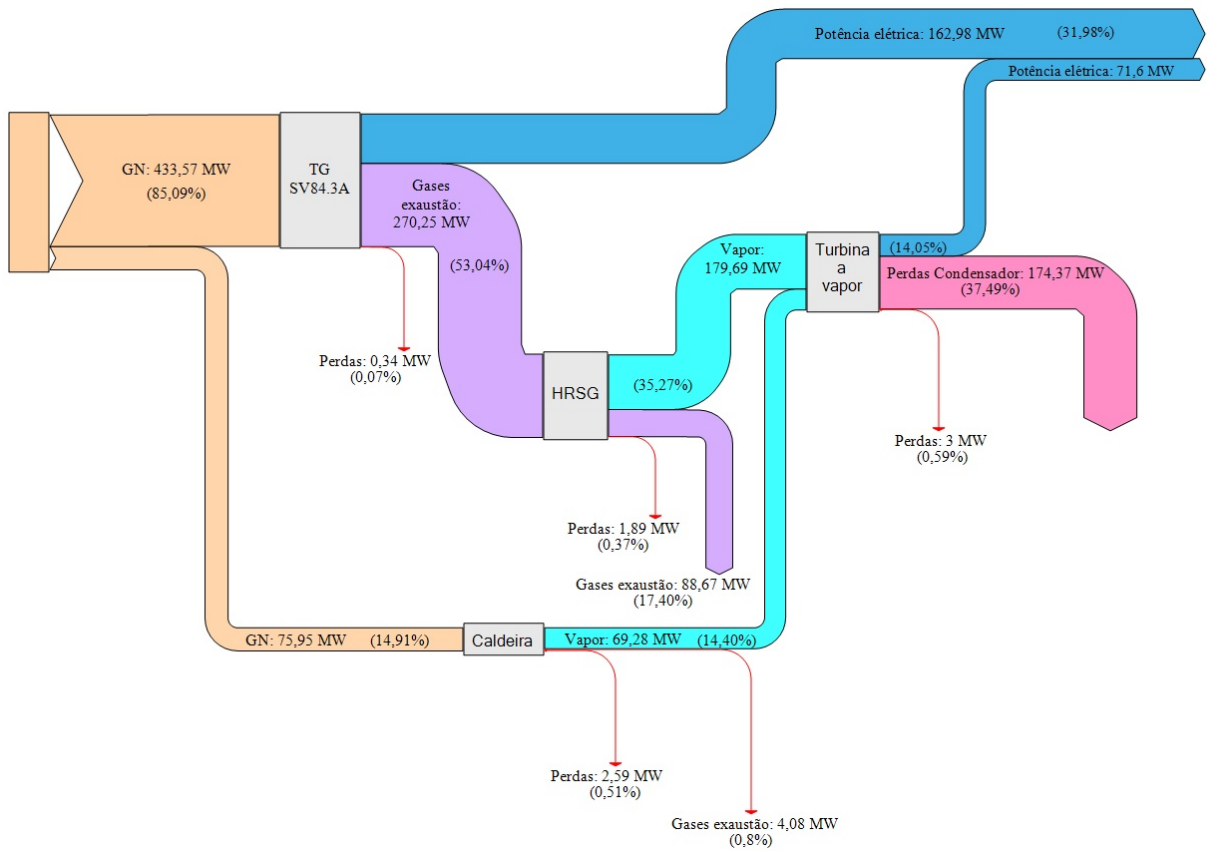 Potência elétrica: 162,98 MW (31,98%)
Potência elétrica: 71,6 MW
GN: 433,57 MW
(85,09%)
TG
SV84.3A
Gases
exaustão:
270,25 MW
(53,04%)
Vapor:
179,69 MW
Turbina
a
vapor
(14,05%)
Perdas Condensador: 174,37 MW
(37,49%)
Perdas: 0,34 MW
(0,07%)
HRSG
(35,27%)
Perdas: 3 MW
(0,59%)
Perdas: 1,89 MW
(0,37%)
Gases exaustão: 88,67 MW
(17,40%)
GN: 75,95 MW (14,91%)
Caldeira
Vapor: 69,28 MW (14,40%)
Perdas: 2,59 MW
(0,51%)
Gases exaustão: 4,08 MW
(0,8%)